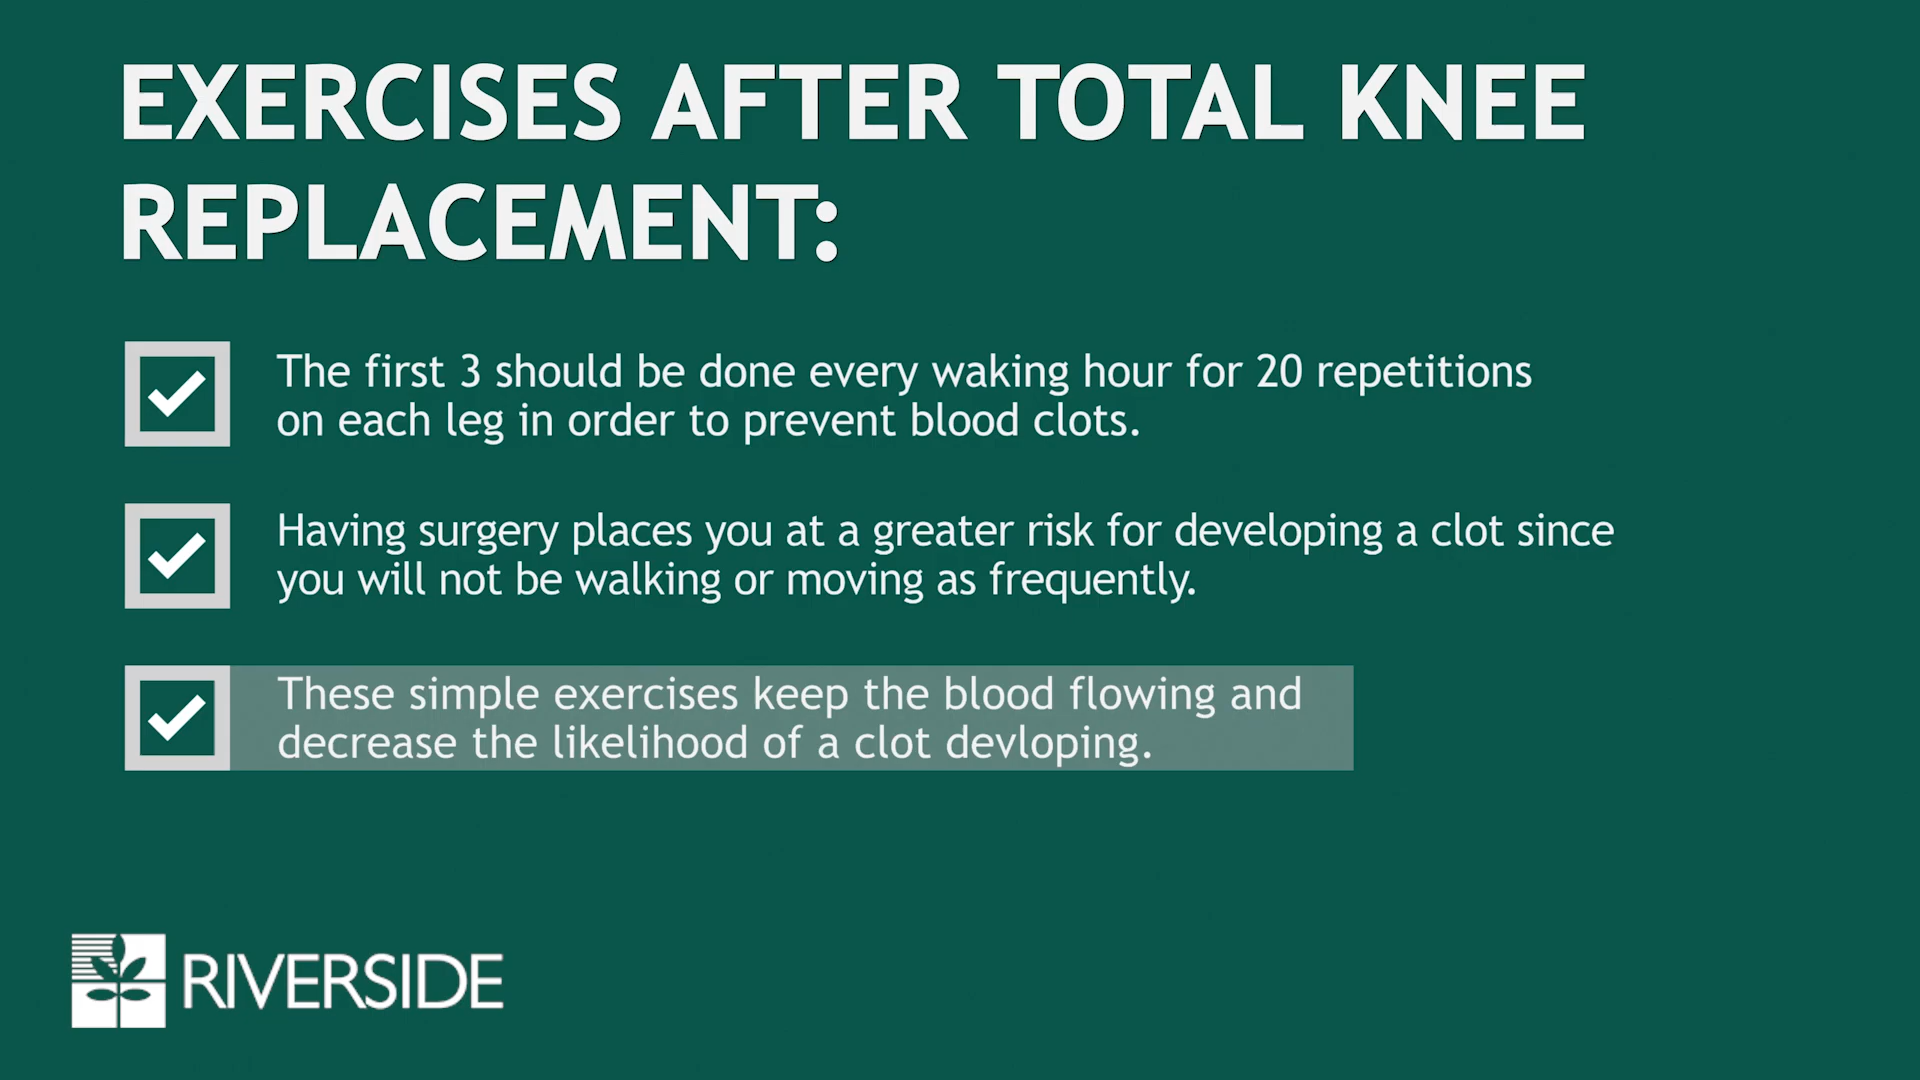 EXERCISES AFTER TOTAL KNEE
REPLACEMENT:
The first 3 should be done every waking hour for 20 repetitions
on each leg in order to prevent blood clots.
Having surgery places you at a greater risk for developing a clot since
you will not be walking or moving as frequently.
These simple exercises keep the blood flowing and
decrease the likelihood of a clot devloping.
RIVERSIDE